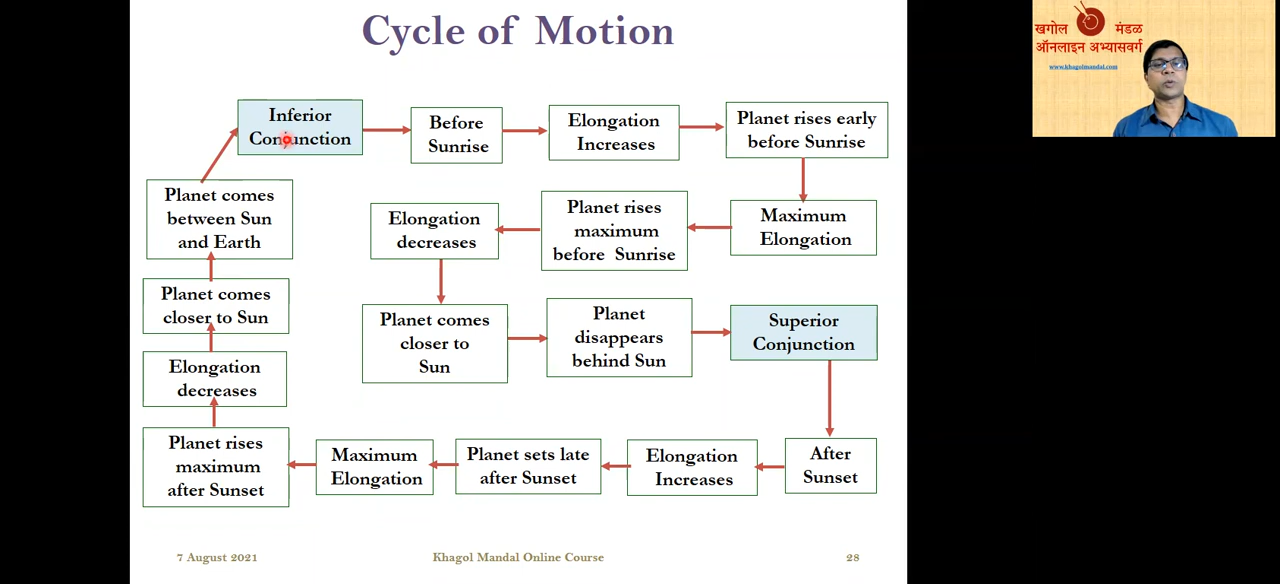 Cycle of Motion
खगोल मंडळ
ऑनलाइन अभ्यासवर्ग
www.khagolmandal.com
Inferior
Conjunction
Before
Sunrise
Elongation
Increases
Planet rises early
before Sunrise
Maximum
Elongation
Planet rises
maximum
before Sunrise
Elongation
decreases
Planet comes
closer to
Sun
Planet
disappears
behind Sun
Superior
Conjunction
After
Sunset
Elongation
Increases
Planet sets late
after Sunset
Maximum
Elongation
Planet rises
maximum
after Sunset
Elongation
decreases
Planet comes
closer to Sun
Planet comes
between Sun
and Earth
7 August 2021
Khagol Mandal Online Course
28